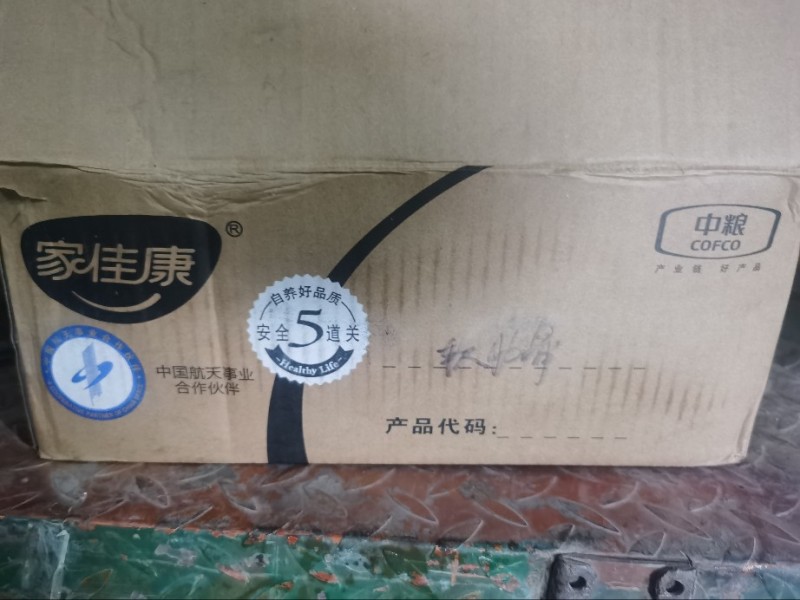 家佳康®
中粮
COFCO
产业链 好产品
自养好品质
安全5道关
Healthy Life
中国航天事业
合作伙伴
产品代码: